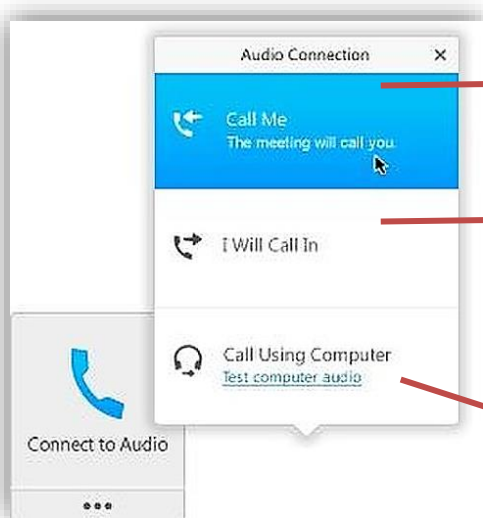 Audio Connection
Call Me
The meeting will call you.
I Will Call In
Call Using Computer
Test computer audio
Connect to Audio